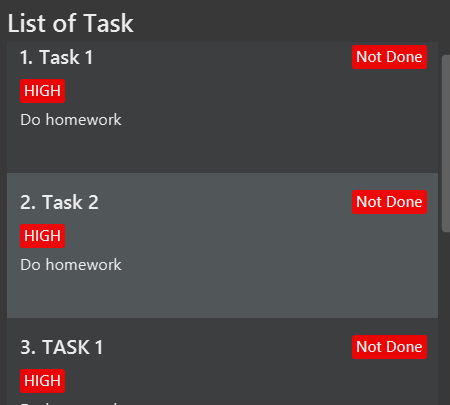 List of Task
1. Task 1
Not Done
HIGH
Do homework
2. Task 2
Not Done
HIGH
Do homework
3. TASK 1
Not Done
HIGH